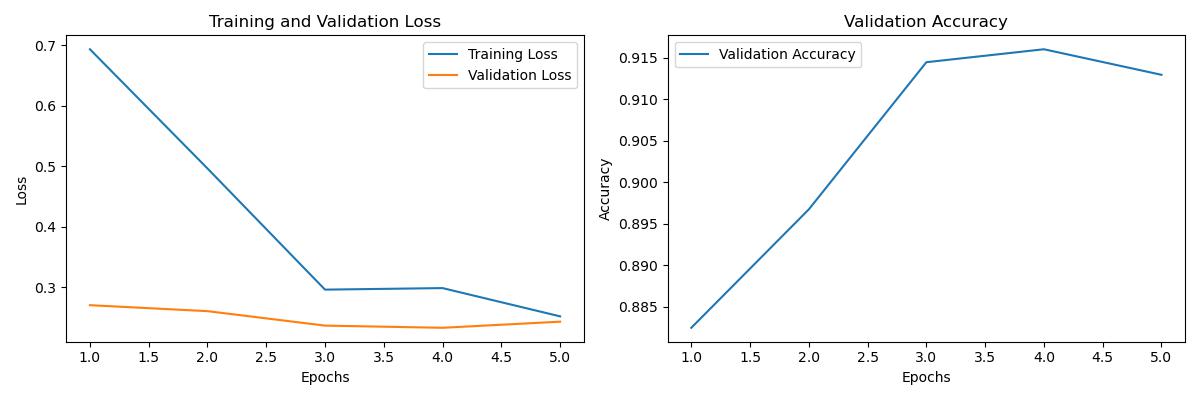 Training and Validation Loss
0.7
0.6
0.5
0.4
0.3
Loss
Training Loss
Validation Loss
1.0 1.5 2.0 2.5 3.0 3.5 4.0 4.5 5.0
Epochs
Validation Accuracy
0.915
0.910
0.905
0.900
0.895
0.890
0.885
Accuracy
Validation Accuracy
1.0 1.5 2.0 2.5 3.0 3.5 4.0 4.5 5.0
Epochs